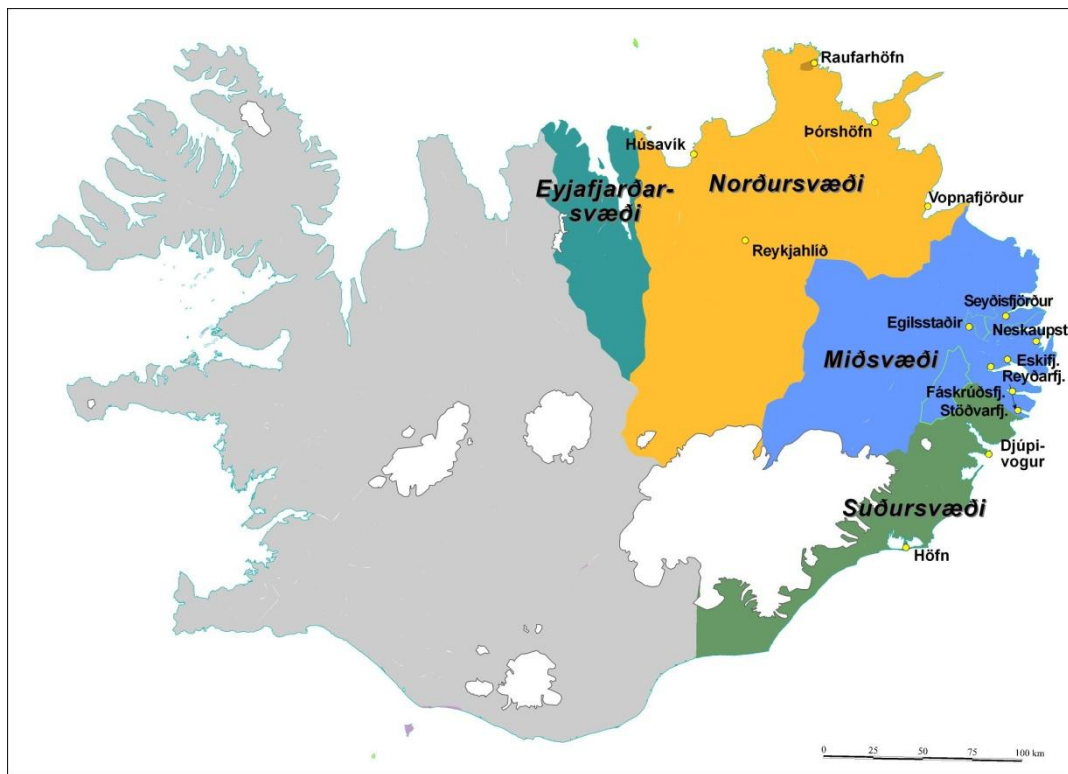 Raufarhöfn
Þórshöfn
Húsavík
Norðursvæði
Eyjafjarðar-
svæði
Vopnafjörður
Reykjahlíð
Seyðisfjörður
Egilsstaðir
Neskaupst
Miðsvæði
Eskifj.
Reyðarfj.
Fáskrúðsfj.
Stöðvarfj.
Djúpi-
vogur
Suðursvæði
Höfn
0 25 50 75 100 km